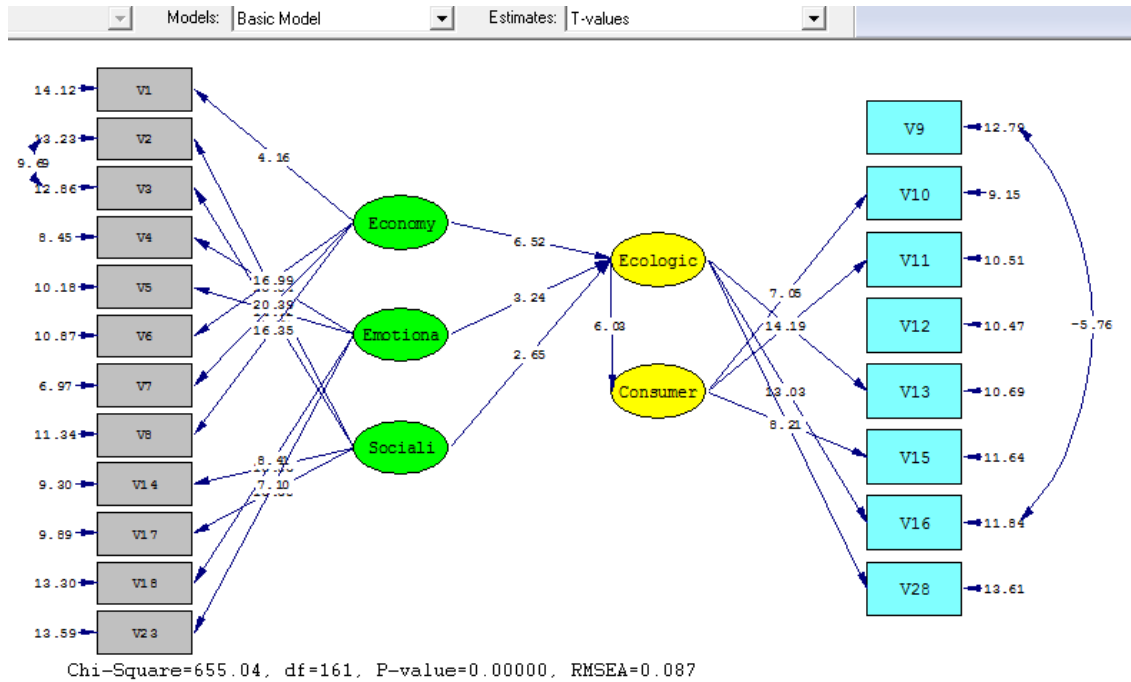 Models: Basic Model Estimates: T-values
14.12 V1
13.23 V2
9.69
12.86 V3
8.45 V4
10.18 V5
10.87 V6
6.97 V7
11.34 V8
9.30 V14
9.89 V17
13.30 V18
13.59 V23
4.16
16.99
20.39
16.35
8.41
7.10
Economy
Emotiona
Sociali
6.52
3.24
2.65
Ecologic
6.03
Consumer
7.05
14.19
13.03
8.21
V9 12.79
V10 9.15
V11 10.51
V12 10.47
-5.76
V13 10.69
V15 11.64
V16 11.84
V28 13.61
Chi-Square=655.04, df=161, P-value=0.00000, RMSEA=0.087